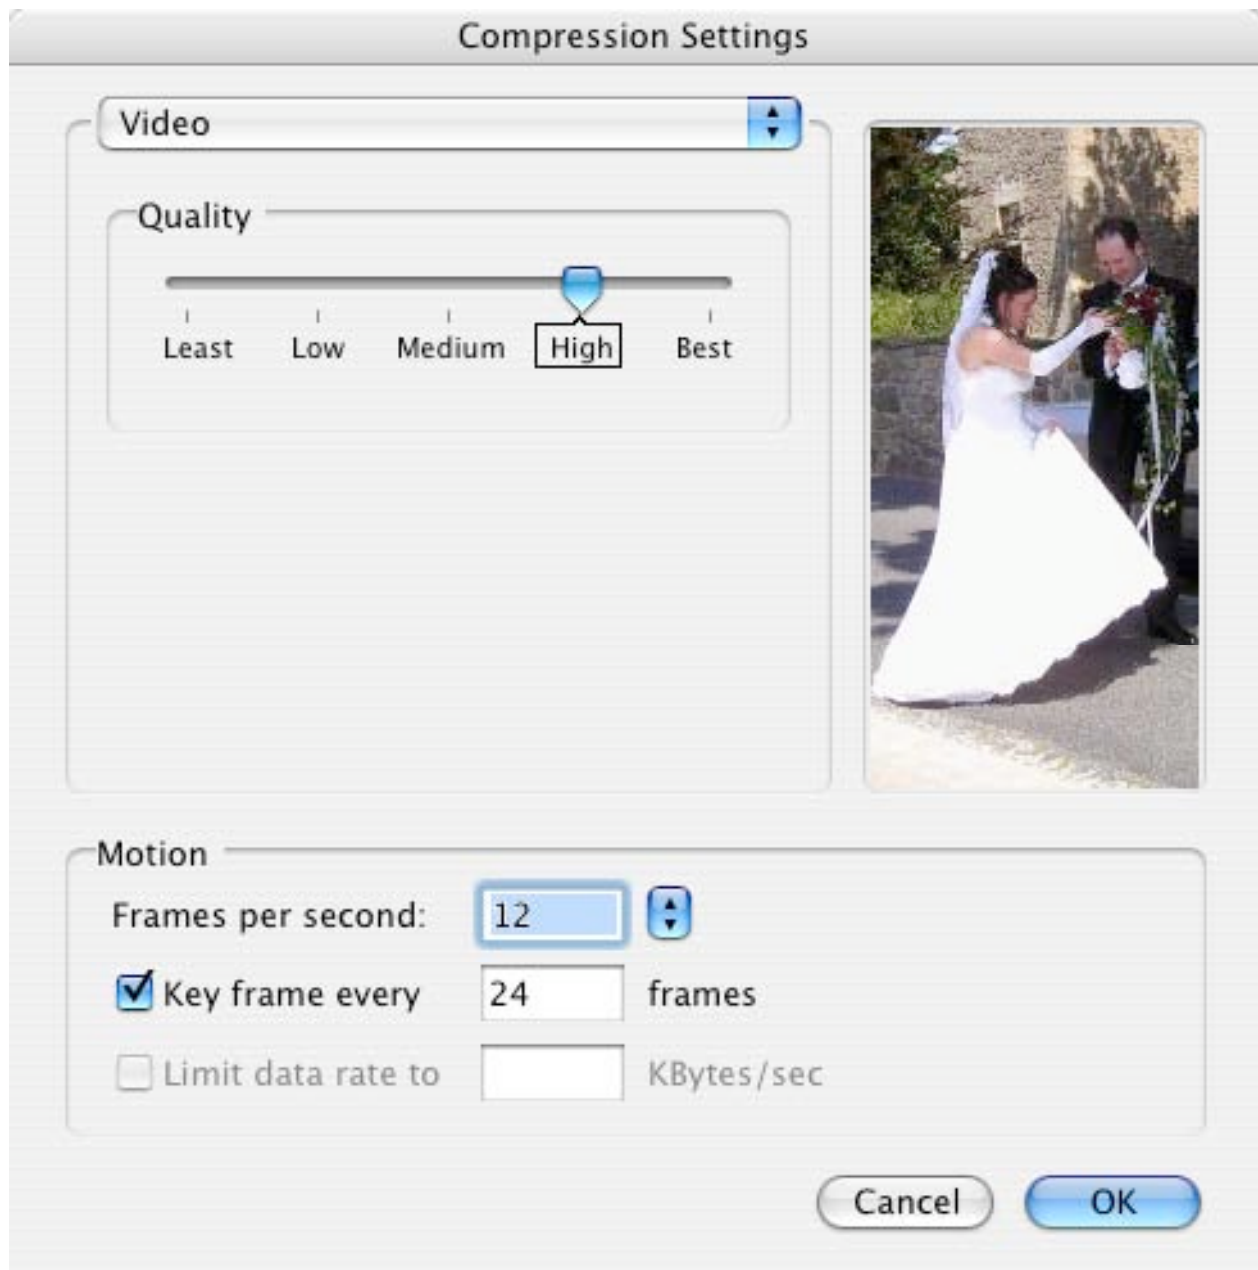 Compression Settings
Video
Quality
Least Low Medium High Best
Motion
Frames per second: 12
Key frame every 24 frames
Limit data rate to KBytes/sec
Cancel OK